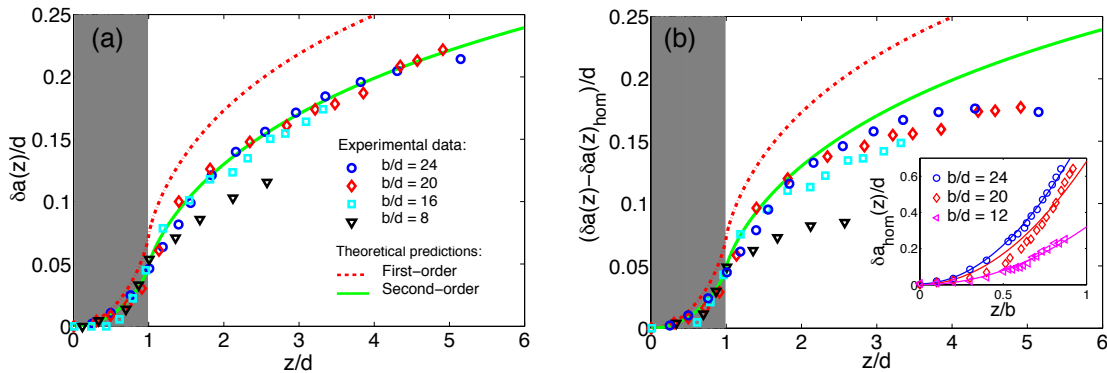 (a)
δa(z)/d
0.25
0.2
0.15
0.1
0.05
0
0 1 2 3 4 5 6
z/d
Experimental data:
b/d = 24
b/d = 20
b/d = 16
b/d = 8
Theoretical predictions:
First−order
Second−order
(b)
(δa(z)−δa(z)hom)/d
0.25
0.2
0.15
0.1
0.05
0
0 1 2 3 4 5 6
z/d
δahom(z)/d
0.6
0.4
0.2
0
0 0.5 1
z/b
b/d = 24
b/d = 20
b/d = 12